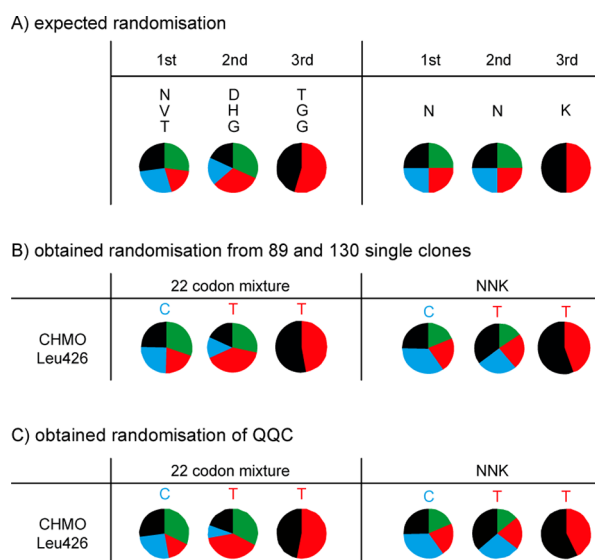 A) expected randomisation
1st 2nd 3rd 1st 2nd 3rd
N D T
V H G N N K
T G G
B) obtained randomisation from 89 and 130 single clones
22 codon mixture NNK
C T T C T T
CHMO
Leu426
C) obtained randomisation of QQC
22 codon mixture NNK
C T T C T T
CHMO
Leu426